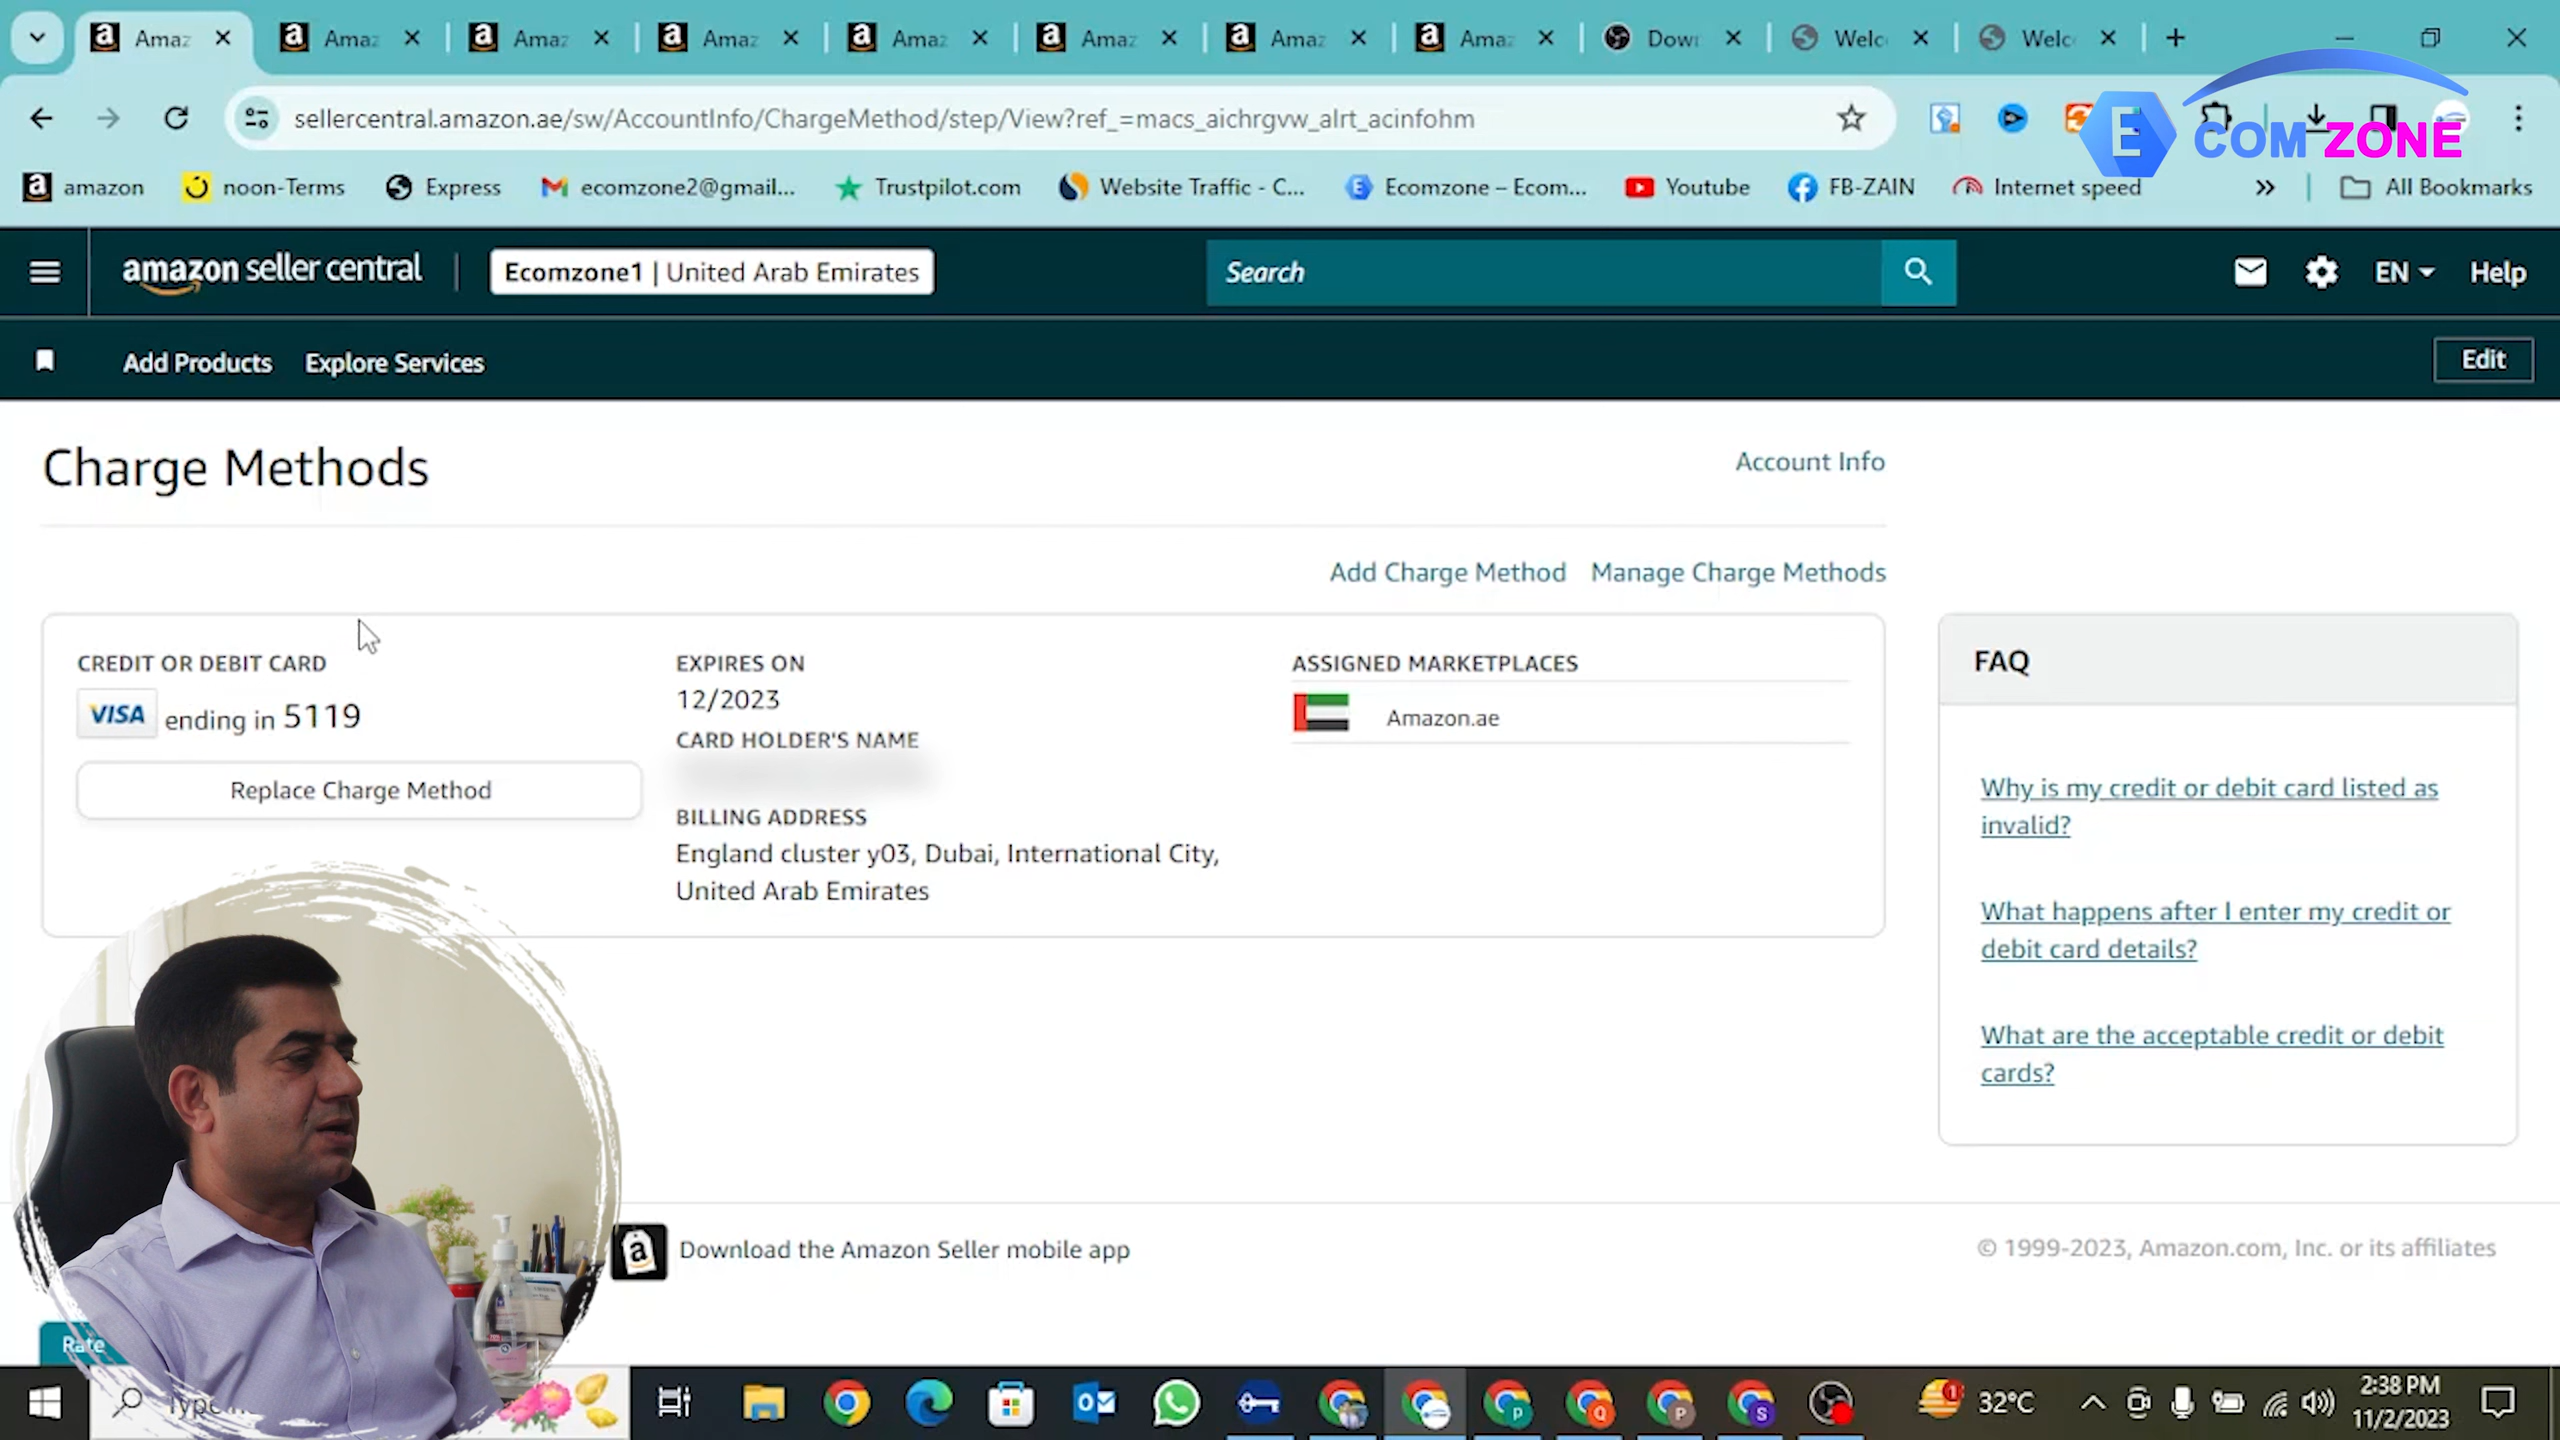 Amaz
Amaz
Amaz
Amaz
Amaz
Amaz
Amaz
Amaz
Dow
Welc
Welc
sellercentral.amazon.ae/sw/AccountInfo/ChargeMethod/step/View?ref_=macs_aichrgvw_alrt_acinfohm
E COM ZONE
amazon
noon-Terms
Express
ecomzone2@gmail...
Trustpilot.com
Website Traffic - C...
Ecomzone – Ecom...
Youtube
FB-ZAIN
Internet speed
All Bookmarks
amazon seller central
Ecomzone1 | United Arab Emirates
Search
EN
Help
Add Products
Explore Services
Edit
Charge Methods
Account Info
Add Charge Method
Manage Charge Methods
CREDIT OR DEBIT CARD
VISA ending in 5119
Replace Charge Method
EXPIRES ON
12/2023
CARD HOLDER'S NAME
BILLING ADDRESS
England cluster y03, Dubai, International City,
United Arab Emirates
ASSIGNED MARKETPLACES
Amazon.ae
FAQ
Why is my credit or debit card listed as
invalid?
What happens after I enter my credit or
debit card details?
What are the acceptable credit or debit
cards?
Download the Amazon Seller mobile app
© 1999-2023, Amazon.com, Inc. or its affiliates
Rate
Type
32°C
2:38 PM
11/2/2023